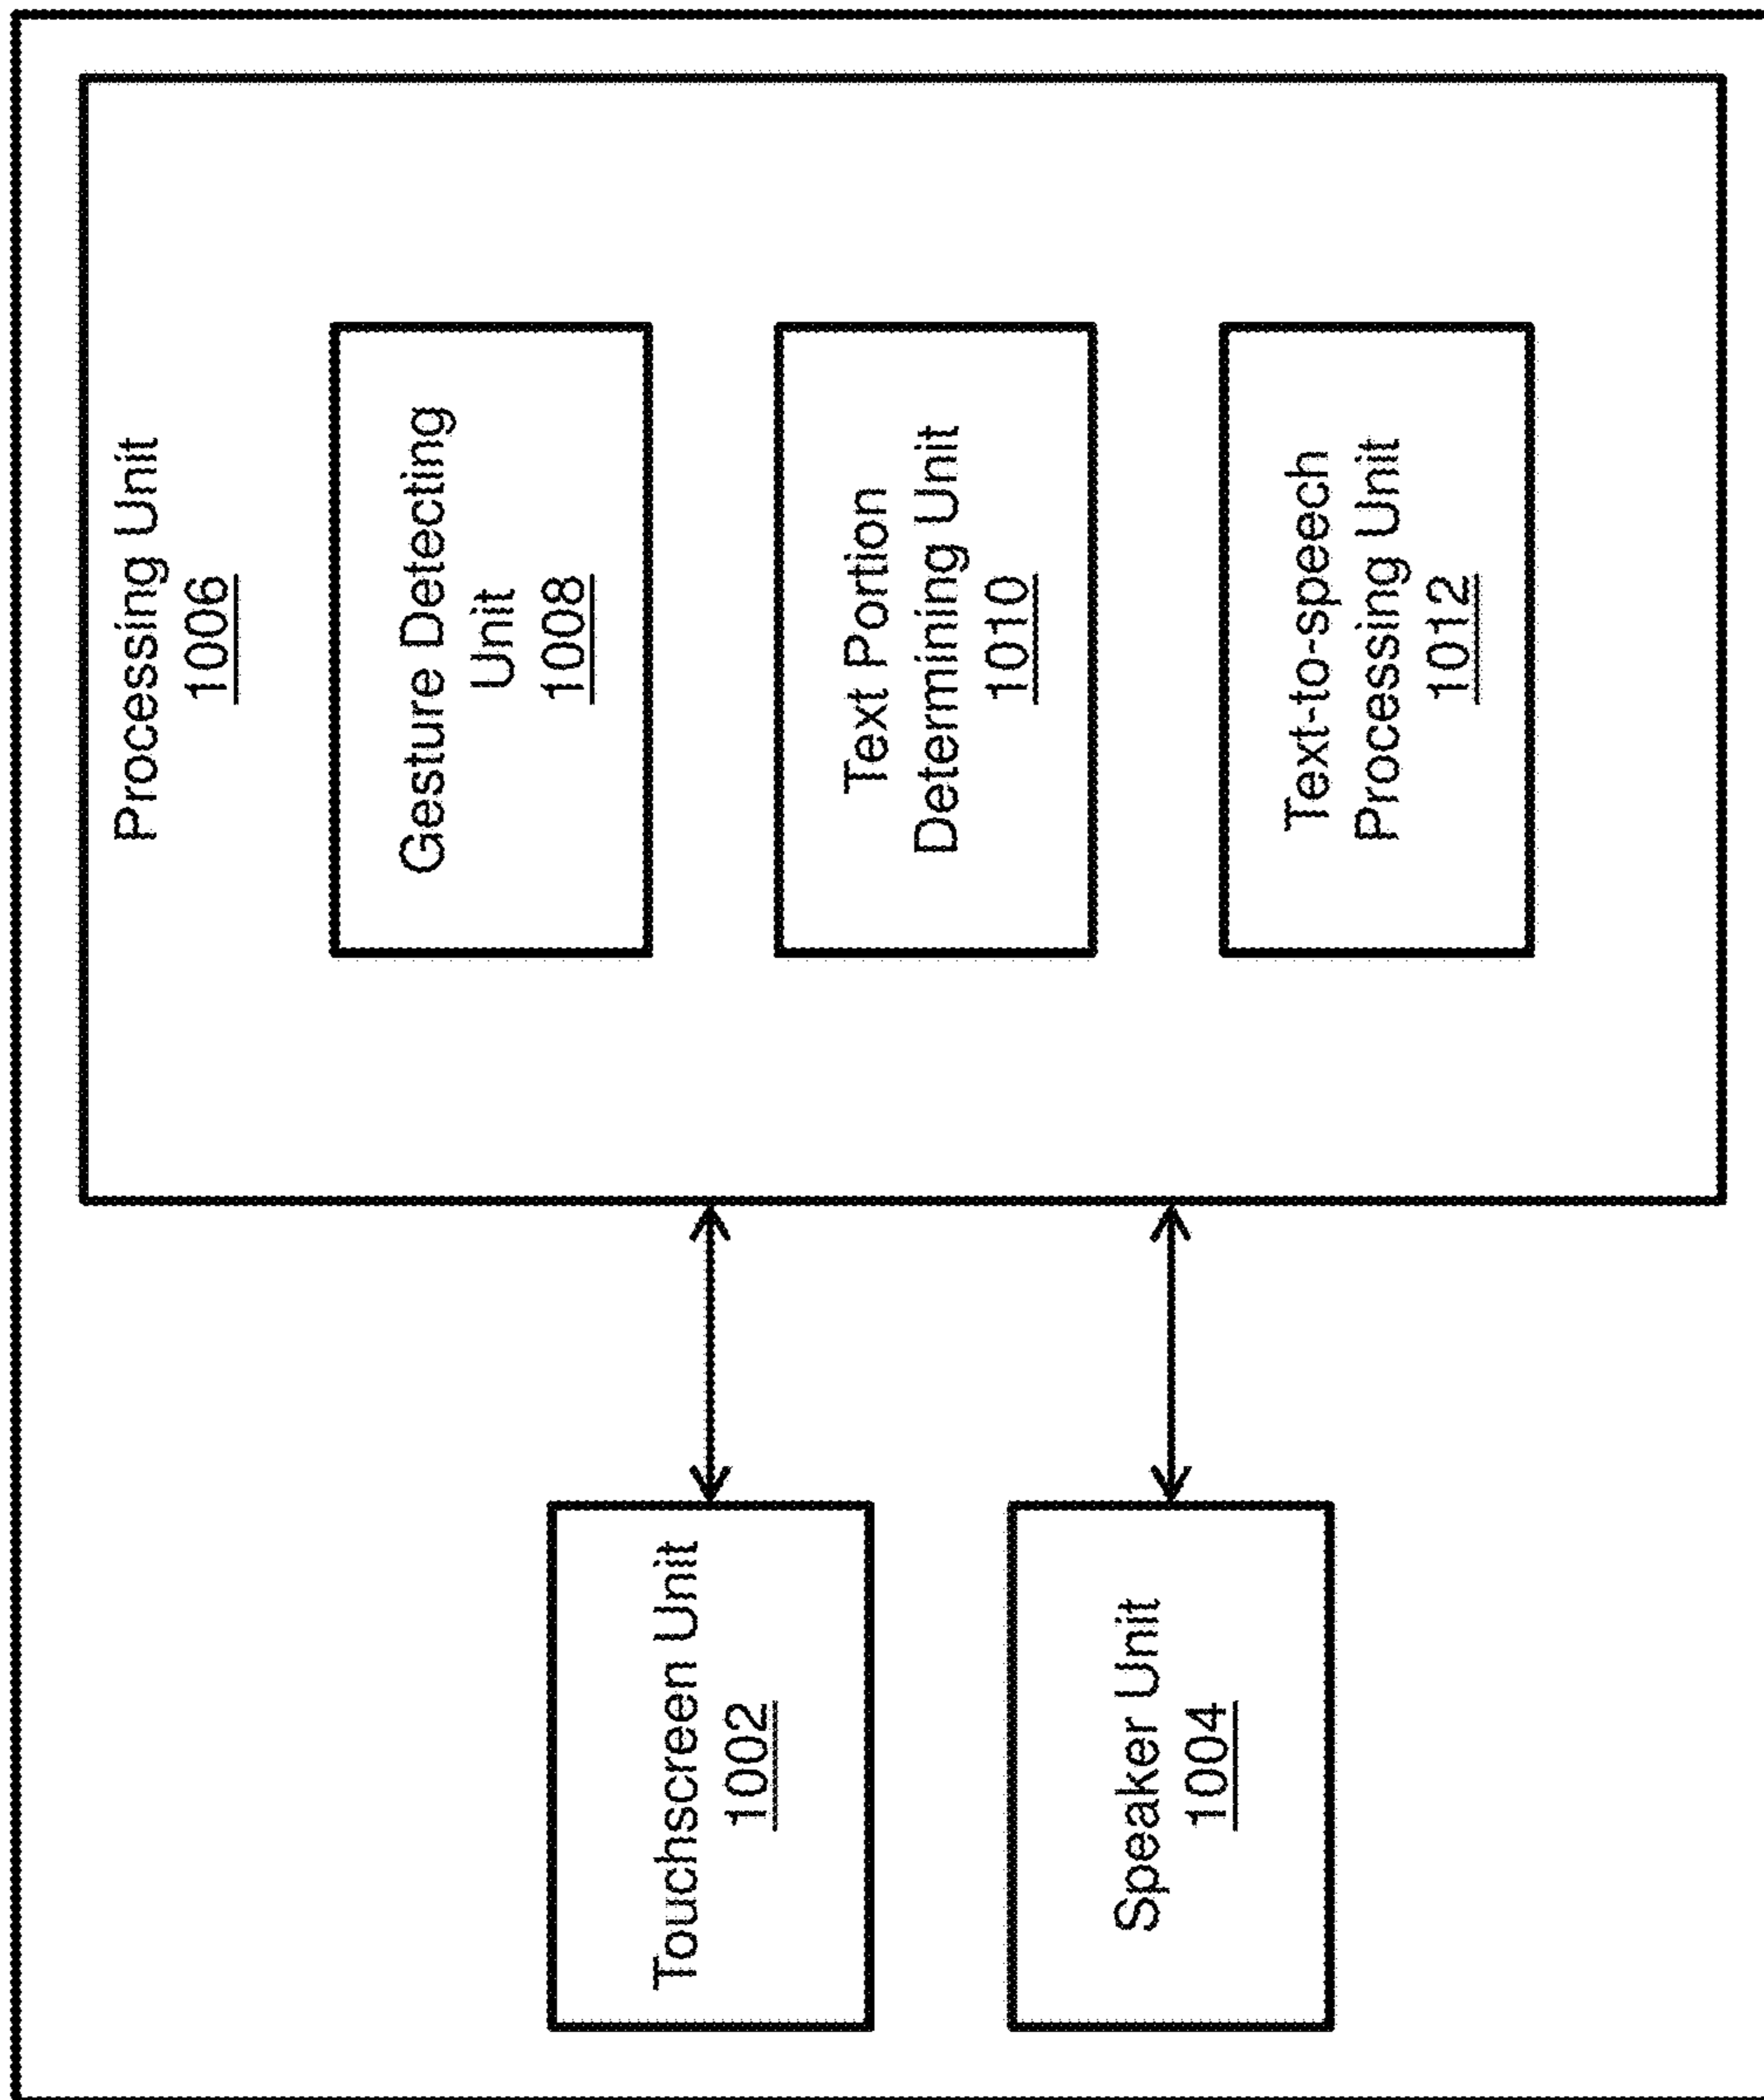 Processing Unit
1006
Gesture Detecting
Unit
1008
Text Portion
Determining Unit
1010
Text-to-speech
Processing Unit
1012
Touchscreen Unit
1002
Speaker Unit
1004